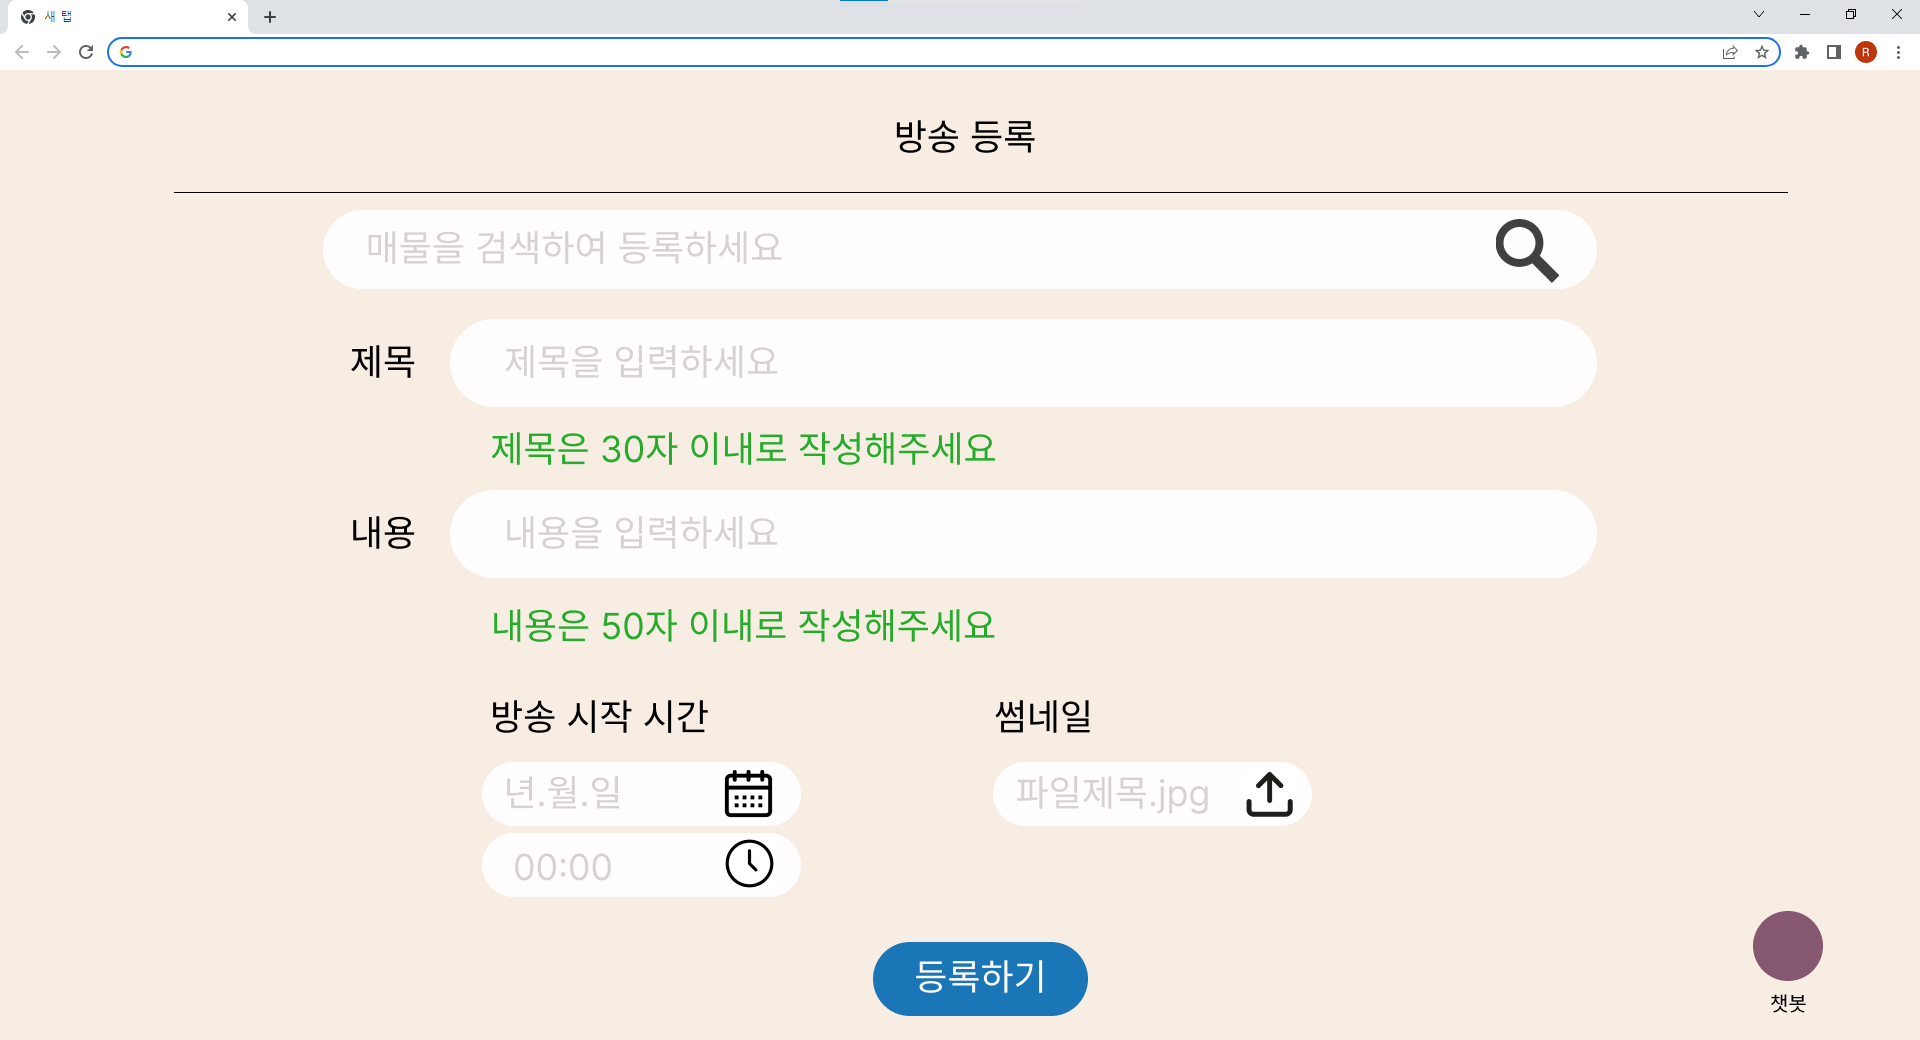 새 탭
R
방송 등록
매물을 검색하여 등록하세요
제목
제목을 입력하세요
제목은 30자 이내로 작성해주세요
내용
내용을 입력하세요
내용은 50자 이내로 작성해주세요
방송 시작 시간
썸네일
년.월.일
파일제목.jpg
00:00
등록하기
챗봇